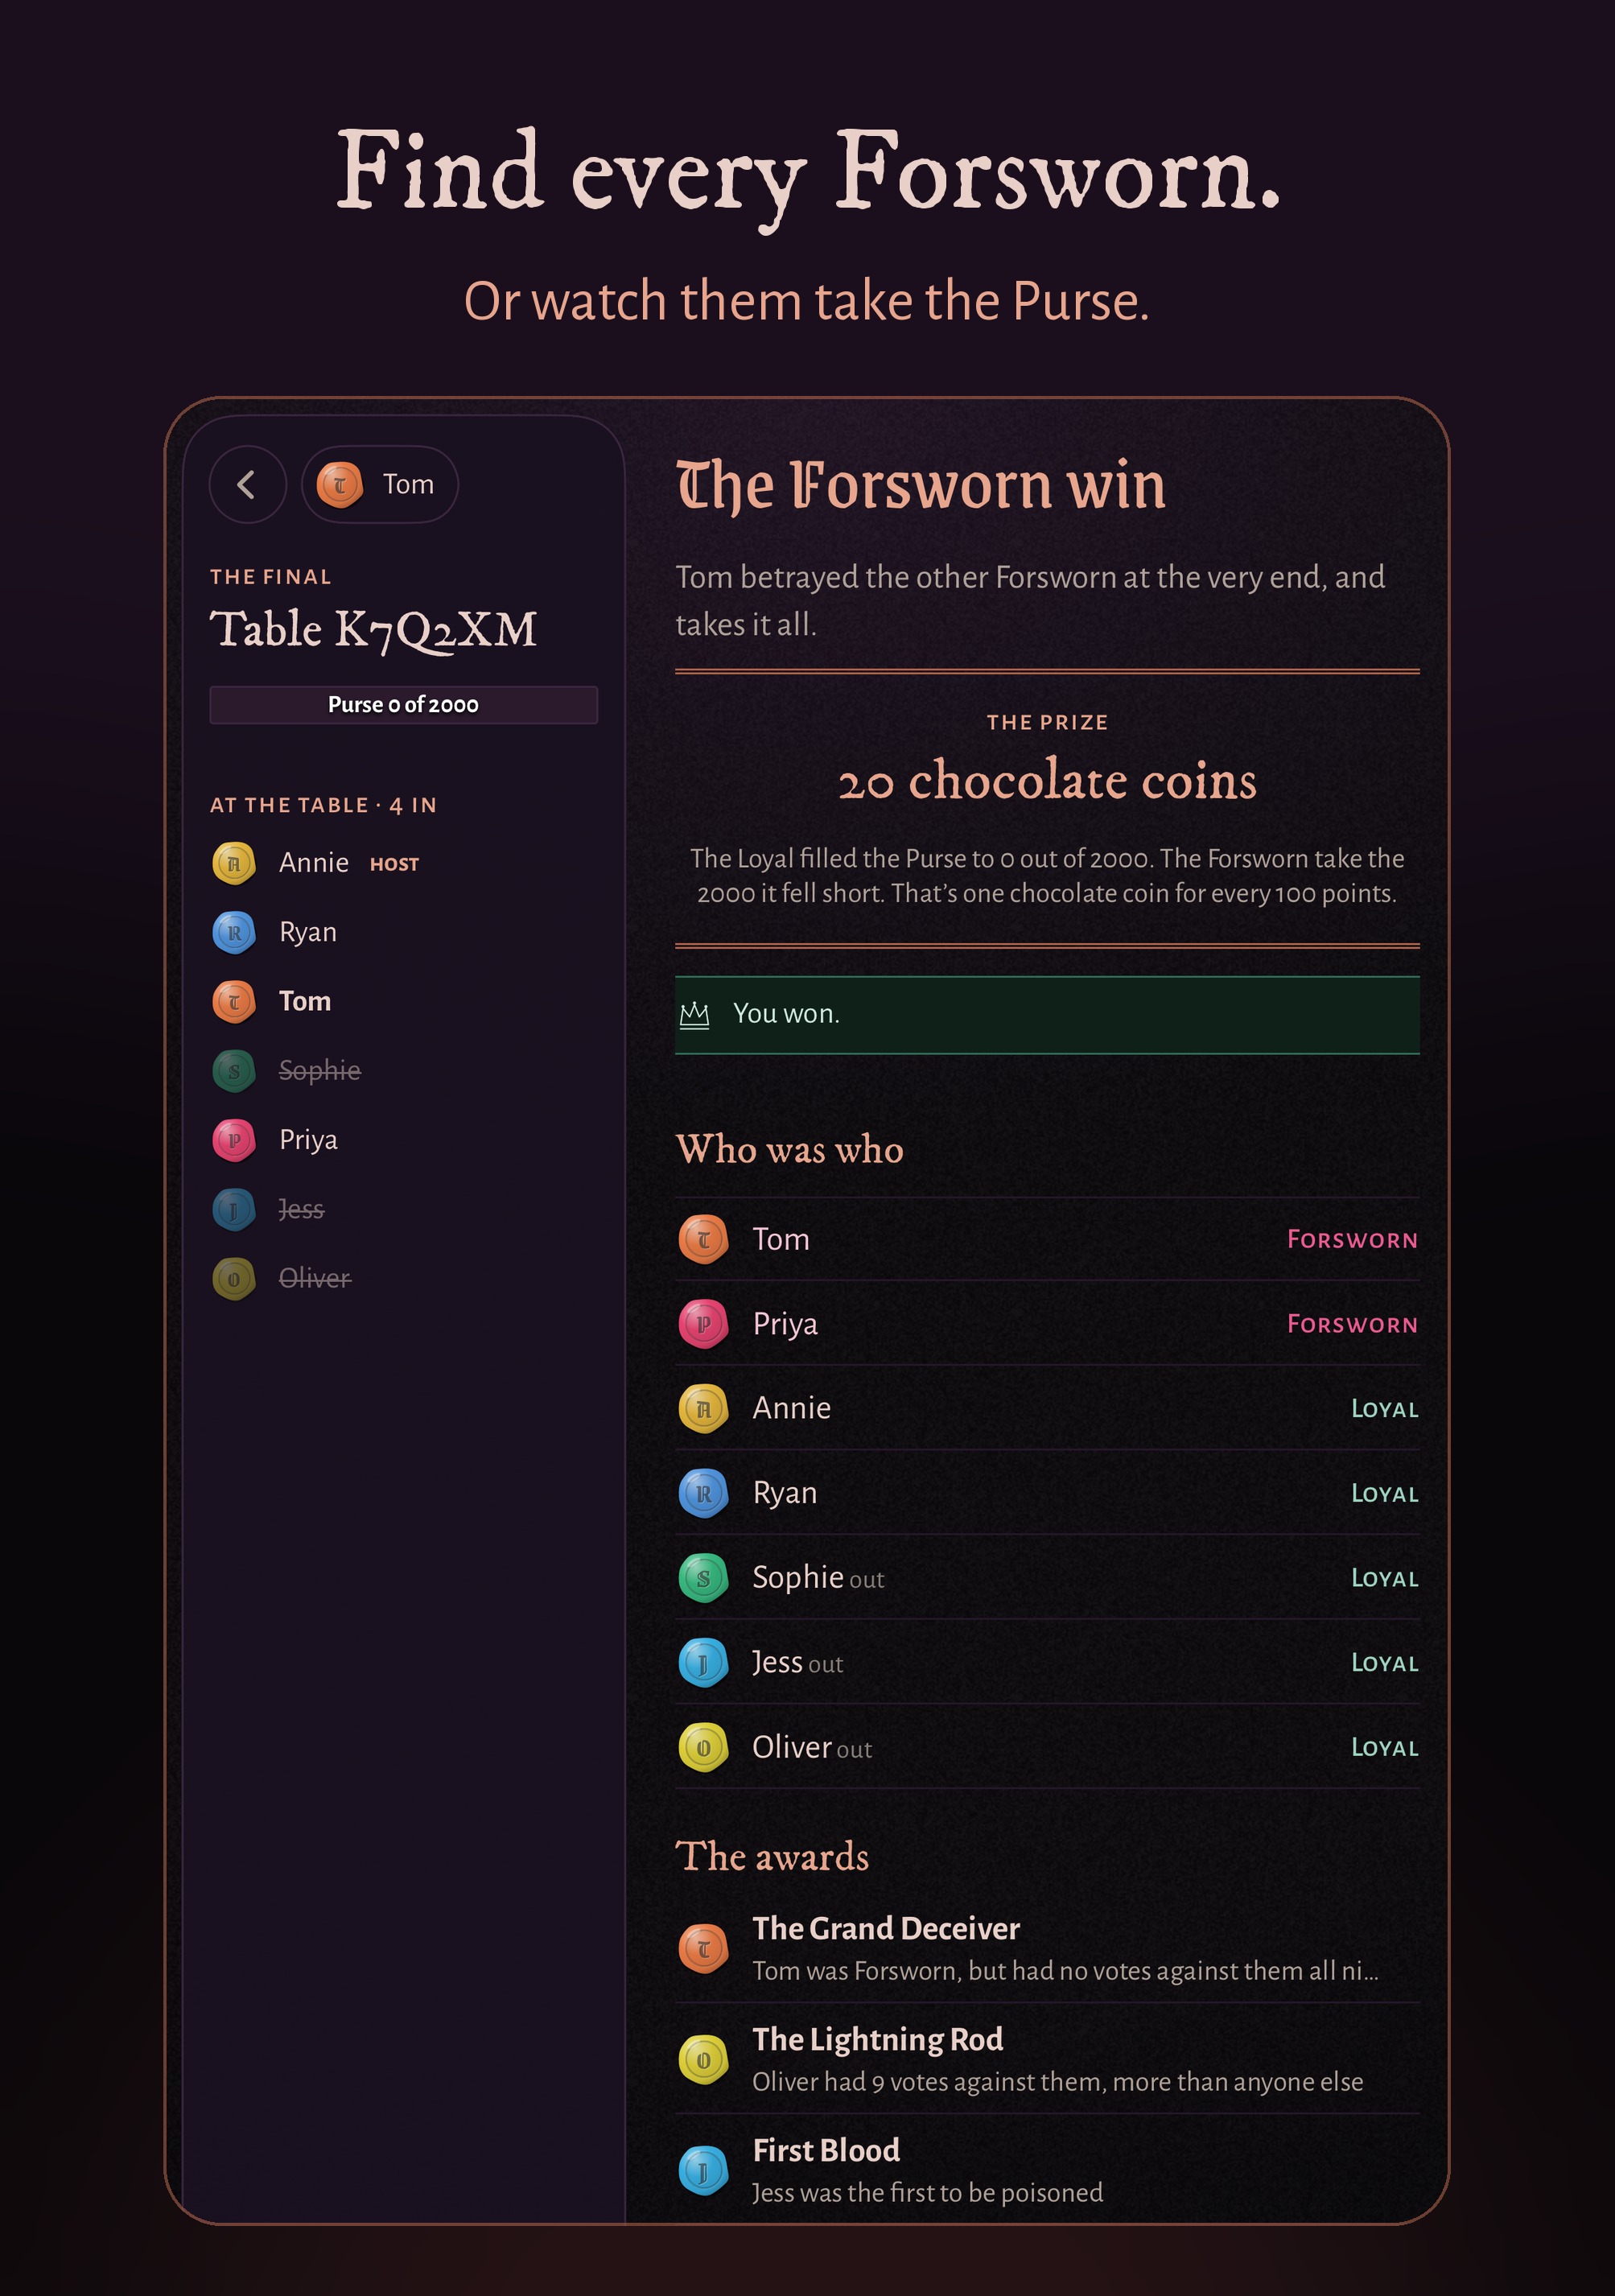 Find every Forsworn.
Or watch them take the Purse.
T Tom
THE FINAL
Table K7Q2XM
Purse 0 of 2000
AT THE TABLE · 4 IN
A Annie HOST
R Ryan
T Tom
S Sophie
P Priya
J Jess
O Oliver
The Forsworn win
Tom betrayed the other Forsworn at the very end, and
takes it all.
THE PRIZE
20 chocolate coins
The Loyal filled the Purse to 0 out of 2000. The Forsworn take the
2000 it fell short. That’s one chocolate coin for every 100 points.
You won.
Who was who
T Tom FORSWORN
P Priya FORSWORN
A Annie LOYAL
R Ryan LOYAL
S Sophie out LOYAL
J Jess out LOYAL
O Oliver out LOYAL
The awards
The Grand Deceiver
T Tom was Forsworn, but had no votes against them all ni...
The Lightning Rod
O Oliver had 9 votes against them, more than anyone else
First Blood
J Jess was the first to be poisoned